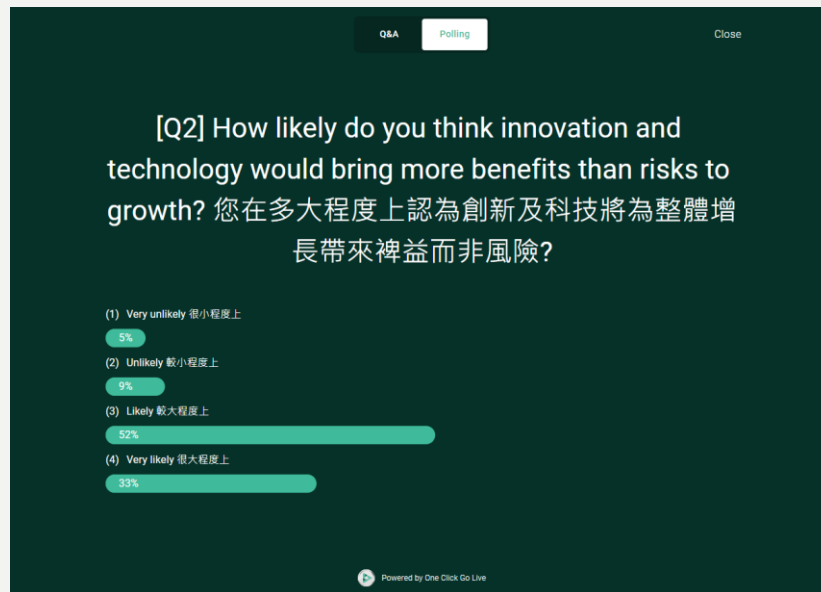 Q&A
Polling
Close
[Q2] How likely do you think innovation and
technology would bring more benefits than risks to
growth? 您在多大程度上認為創新及科技將為整體增
長帶來裨益而非風險?
(1) Very unlikely 很小程度上
5%
(2) Unlikely 較小程度上
9%
(3) Likely 較大程度上
52%
(4) Very likely 很大程度上
33%
Powered by One Click Go Live